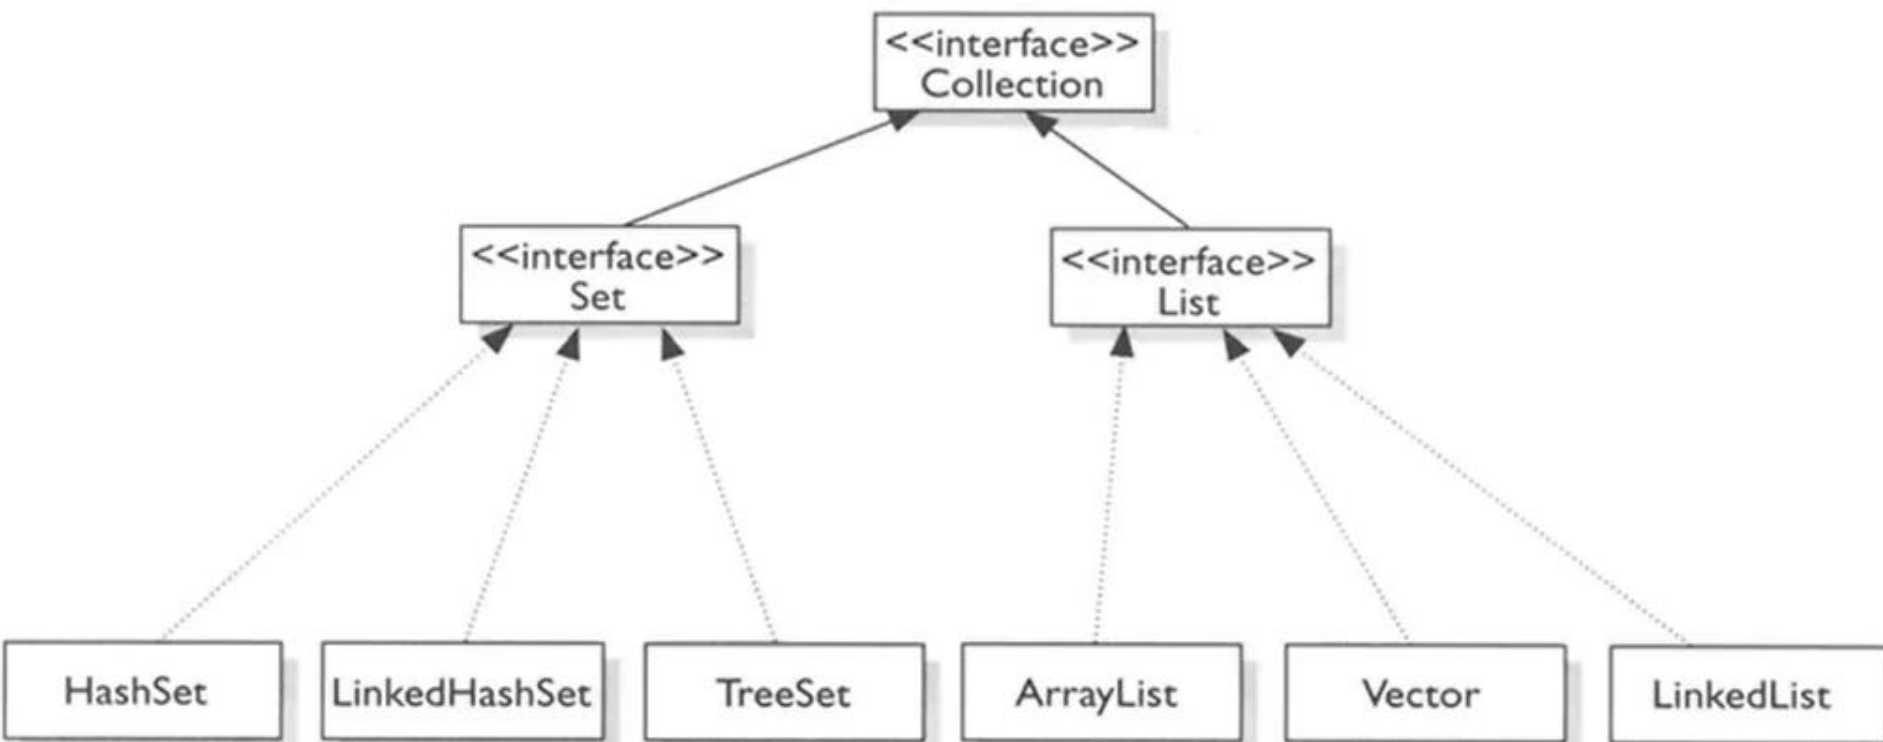 <<interface>>
Collection
<<interface>>
Set
<<interface>>
List
HashSet
LinkedHashSet
TreeSet
ArrayList
Vector
LinkedList